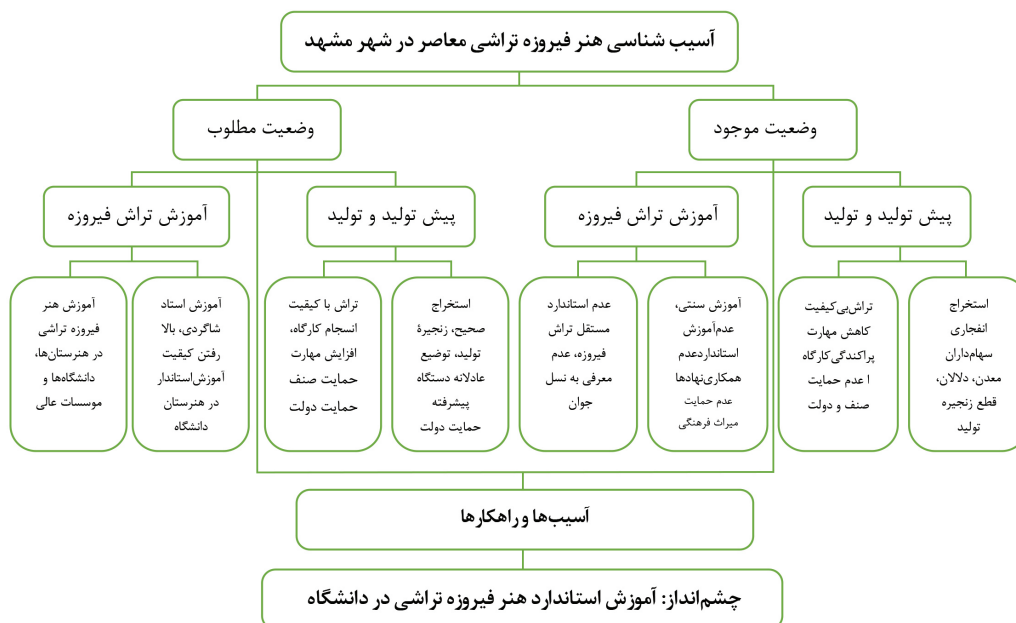 آسیب شناسی هنر فیروزه تراشی معاصر در شهر مشهد
وضعیت موجود
وضعیت مطلوب
پیش تولید و تولید
آموزش تراش فیروزه
پیش تولید و تولید
آموزش تراش فیروزه
استخراج
انفجاری
سهام‌داران
معدن، دلالان،
قطع زنجیره
تولید
تراش‌بی‌کیفیت
کاهش مهارت
پراکندگی‌کارگاه
ا عدم حمایت
صنف و دولت
آموزش سنتی،
عدم‌آموزش
استانداردعدم
همکاری‌نهادها
عدم حمایت
میراث فرهنگی
عدم استاندارد
مستقل تراش
فیروزه، عدم
معرفی به نسل
جوان
استخراج
صحیح، زنجیرۀ
تولید، توضیع
عادلانه دستگاه
پیشرفته
حمایت دولت
تراش با کیقیت
انسجام کارگاه،
افزایش مهارت
حمایت صنف
حمایت دولت
آموزش استاد
شاگردی، بالا
رفتن کیقیت
آموزش‌استاندار
در هنرستان
دانشگاه
آموزش هنر
فیروزه تراشی
در هنرستان‌ها،
دانشگاه‌ها و
موسسات عالی
آسیب‌ها و راهکارها
چشم‌انداز: آموزش استاندارد هنر فیروزه تراشی در دانشگاه